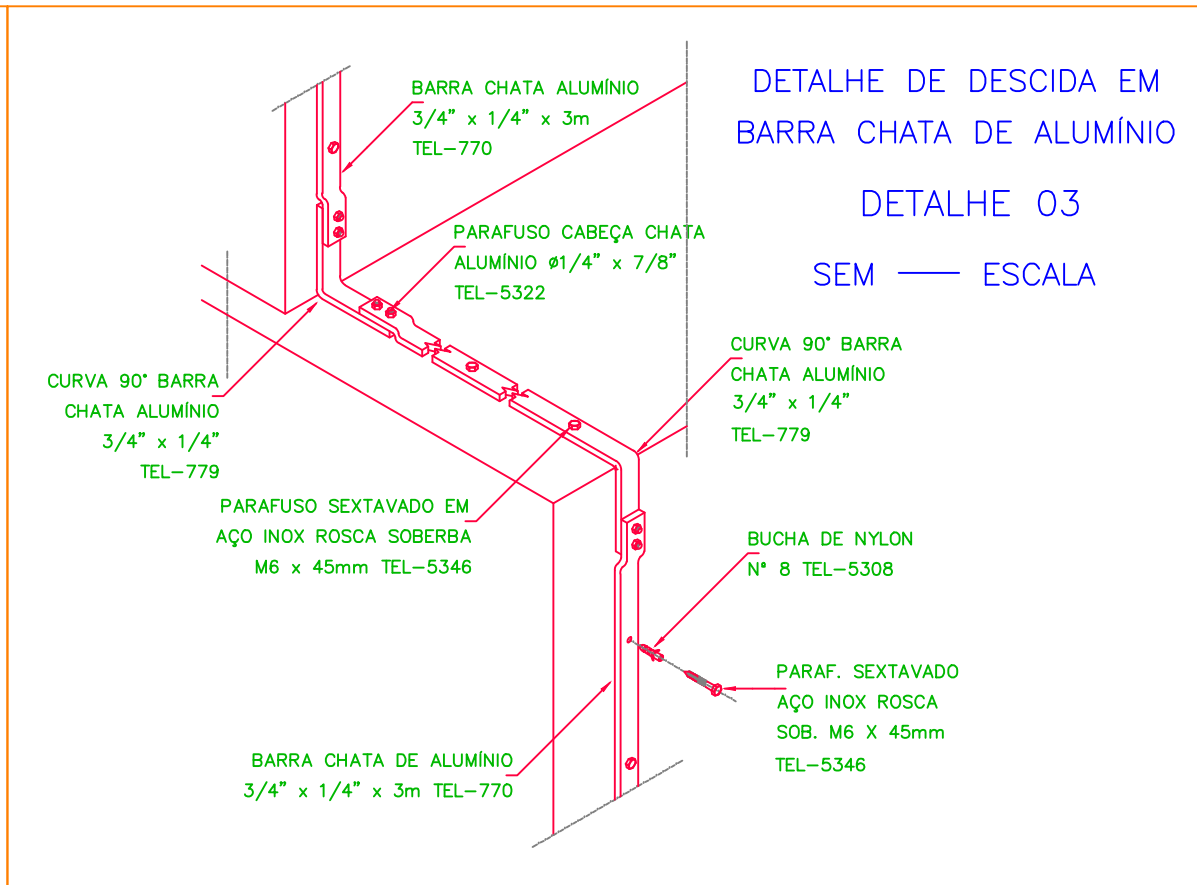 DETALHE DE DESCIDA EM
BARRA CHATA DE ALUMÍNIO
DETALHE 03
SEM —— ESCALA
BARRA CHATA ALUMÍNIO
3/4” x 1/4” x 3m
TEL-770
PARAFUSO CABEÇA CHATA
ALUMÍNIO ø1/4” x 7/8”
TEL-5322
CURVA 90° BARRA
CHATA ALUMÍNIO
3/4” x 1/4”
TEL-779
CURVA 90° BARRA
CHATA ALUMÍNIO
3/4” x 1/4”
TEL-779
PARAFUSO SEXTAVADO EM
AÇO INOX ROSCA SOBERBA
M6 x 45mm TEL-5346
BUCHA DE NYLON
N° 8 TEL-5308
PARAF. SEXTAVADO
AÇO INOX ROSCA
SOB. M6 X 45mm
TEL-5346
BARRA CHATA DE ALUMÍNIO
3/4” x 1/4” x 3m TEL-770